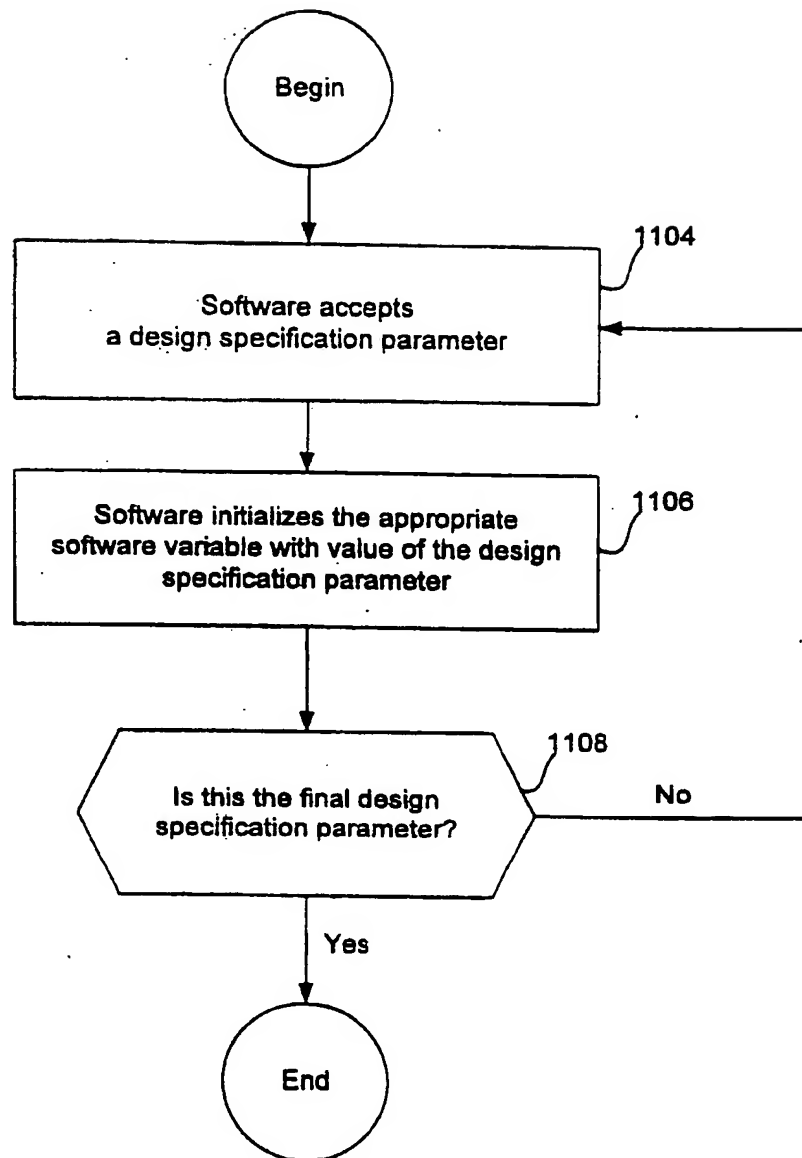 Begin
1104
Software accepts
a design specification parameter
1106
Software initializes the appropriate
software variable with value of the design
specification parameter
1108
Is this the final design
specification parameter?
No
Yes
End